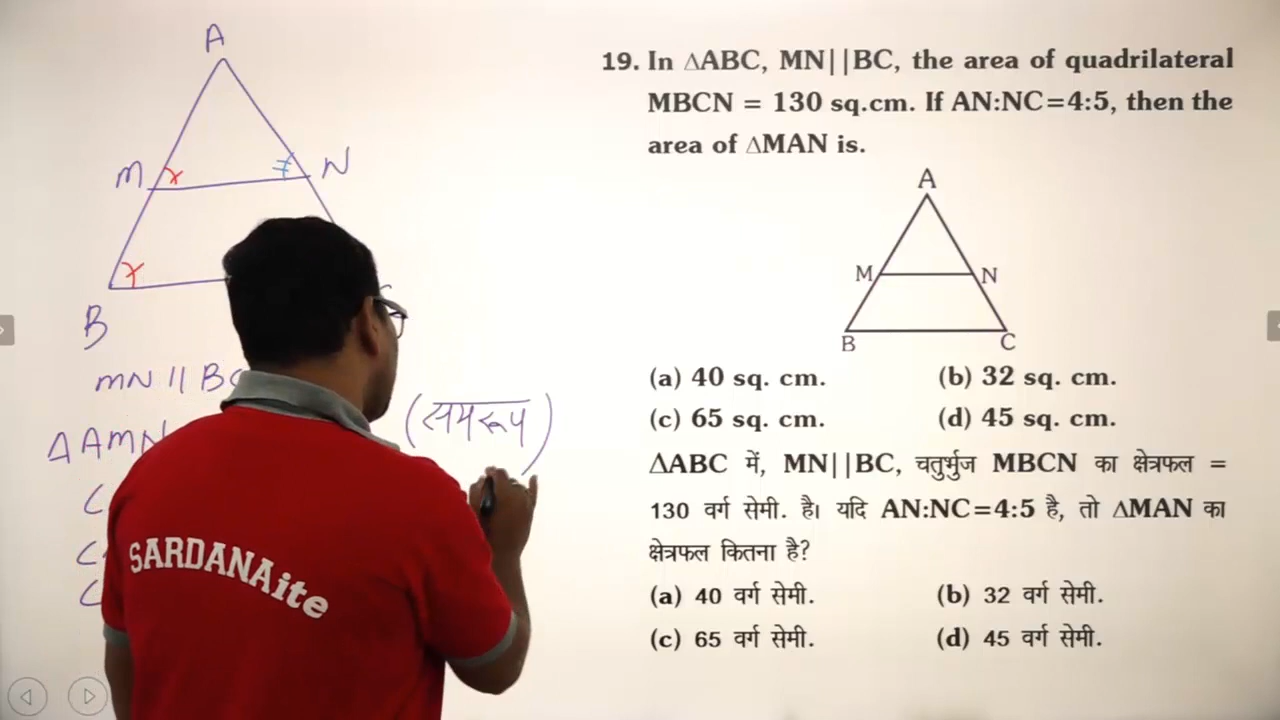 A
M
N
B
MN || BC
Δ AMN
(समरूप)
SARDANAite
19. In ΔABC, MN||BC, the area of quadrilateral
MBCN = 130 sq.cm. If AN:NC=4:5, then the
area of ΔMAN is.
A
M
N
B
C
(a) 40 sq. cm. (b) 32 sq. cm.
(c) 65 sq. cm. (d) 45 sq. cm.
ΔABC में, MN||BC, चतुर्भुज MBCN का क्षेत्रफल =
130 वर्ग सेमी. है। यदि AN:NC=4:5 है, तो ΔMAN का
क्षेत्रफल कितना है?
(a) 40 वर्ग सेमी. (b) 32 वर्ग सेमी.
(c) 65 वर्ग सेमी. (d) 45 वर्ग सेमी.